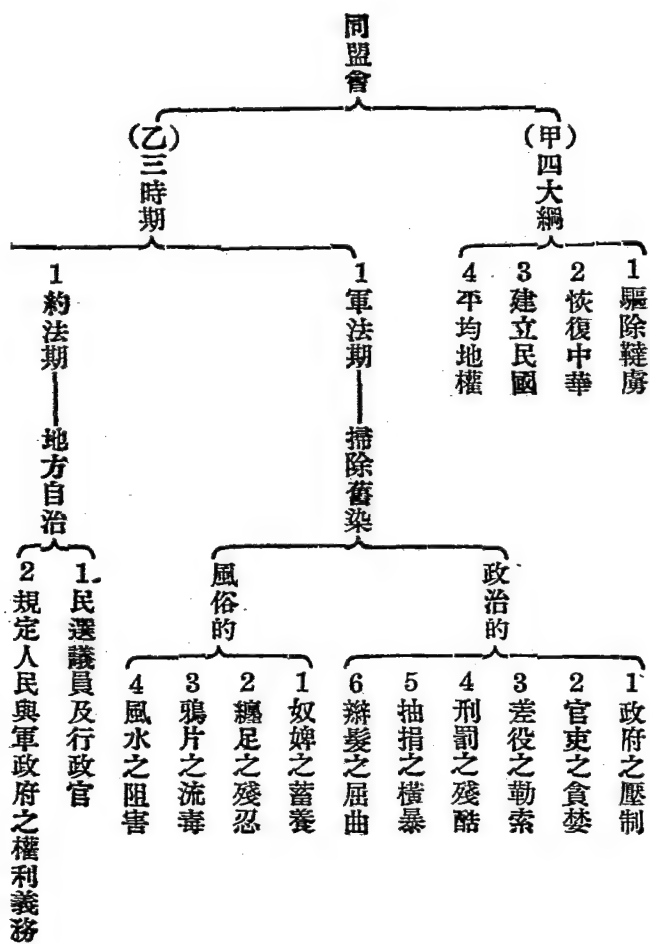 同盟會
(甲)四大綱
1 驅除韃虜
2 恢復中華
3 建立民國
4 平均地權
(乙)三時期
1 軍法期
掃除舊染
政治的
1 政府之壓制
2 官吏之貪婪
3 差役之勒索
4 刑罰之殘酷
5 抽捐之橫暴
6 辮髮之屈曲
風俗的
1 奴婢之蓄養
2 纏足之殘忍
3 鴉片之流毒
4 風水之阻害
1 約法期
地方自治
1. 民選議員及行政官
2 規定人民與軍政府之權利義務